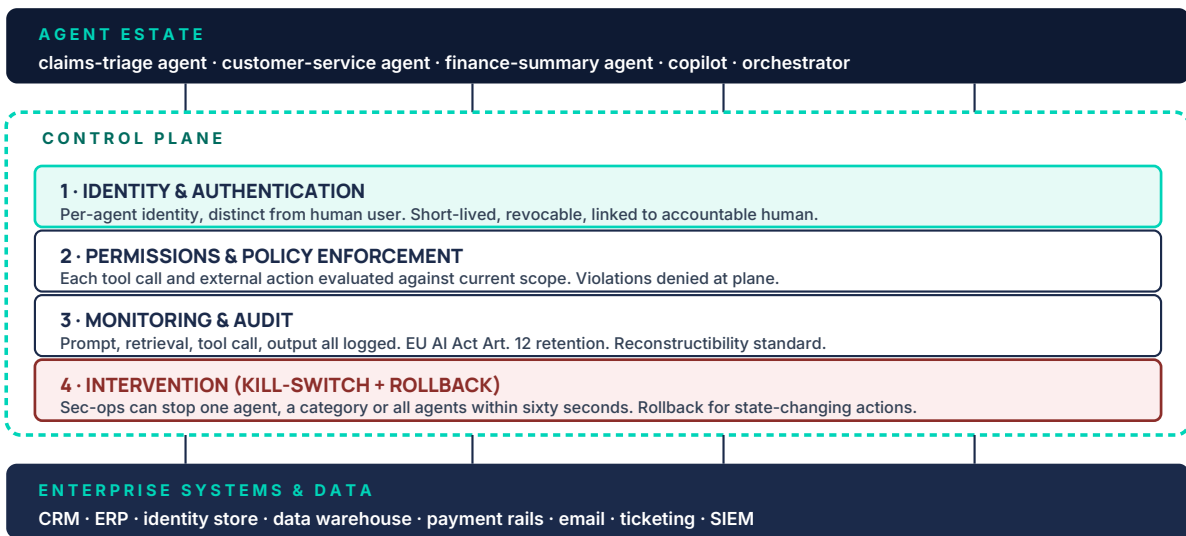 AGENT ESTATE
claims-triage agent · customer-service agent · finance-summary agent · copilot · orchestrator
CONTROL PLANE
1 · IDENTITY & AUTHENTICATION
Per-agent identity, distinct from human user. Short-lived, revocable, linked to accountable human.
2 · PERMISSIONS & POLICY ENFORCEMENT
Each tool call and external action evaluated against current scope. Violations denied at plane.
3 · MONITORING & AUDIT
Prompt, retrieval, tool call, output all logged. EU AI Act Art. 12 retention. Reconstructibility standard.
4 · INTERVENTION (KILL-SWITCH + ROLLBACK)
Sec-ops can stop one agent, a category or all agents within sixty seconds. Rollback for state-changing actions.
ENTERPRISE SYSTEMS & DATA
CRM · ERP · identity store · data warehouse · payment rails · email · ticketing · SIEM